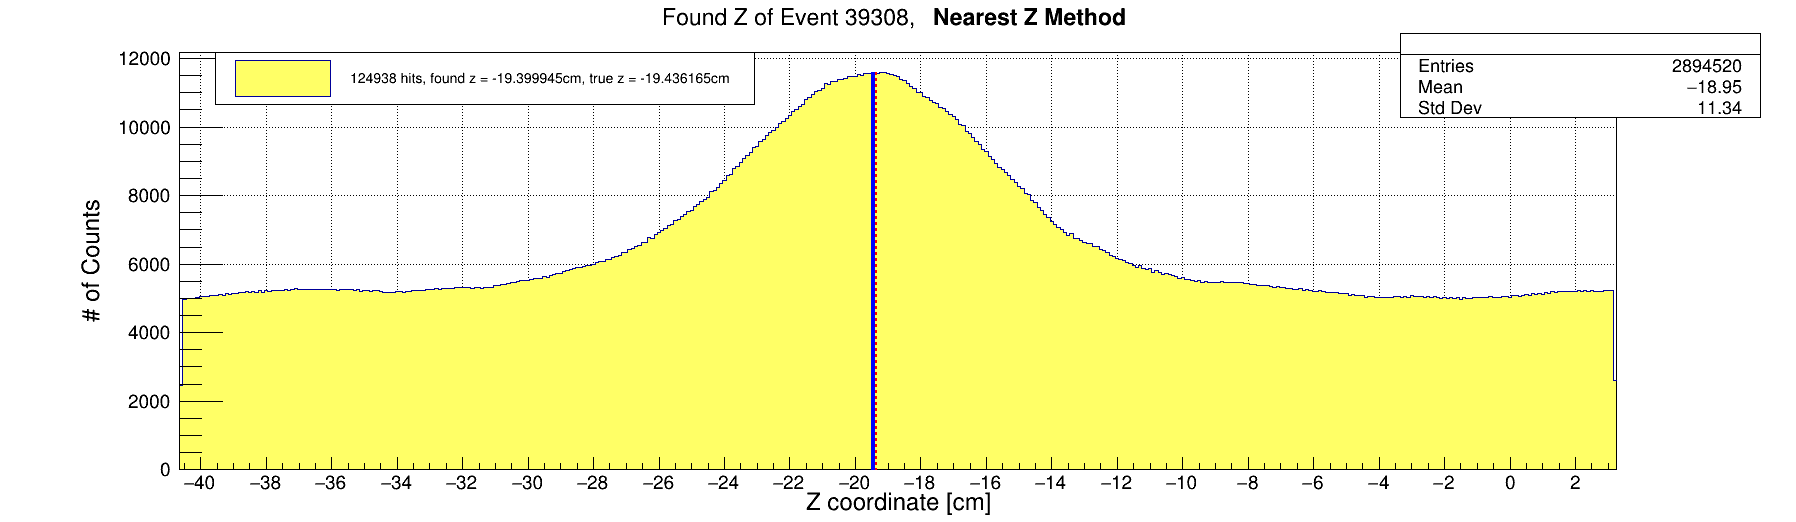 Found Z of Event 39308, Nearest Z Method
124938 hits, found z = -19.399945cm, true z = -19.436165cm
Entries 2894520
Mean −18.95
Std Dev 11.34
# of Counts
12000
10000
8000
6000
4000
2000
0
−40 −38 −36 −34 −32 −30 −28 −26 −24 −22 −20 −18 −16 −14 −12 −10 −8 −6 −4 −2 0 2
Z coordinate [cm]